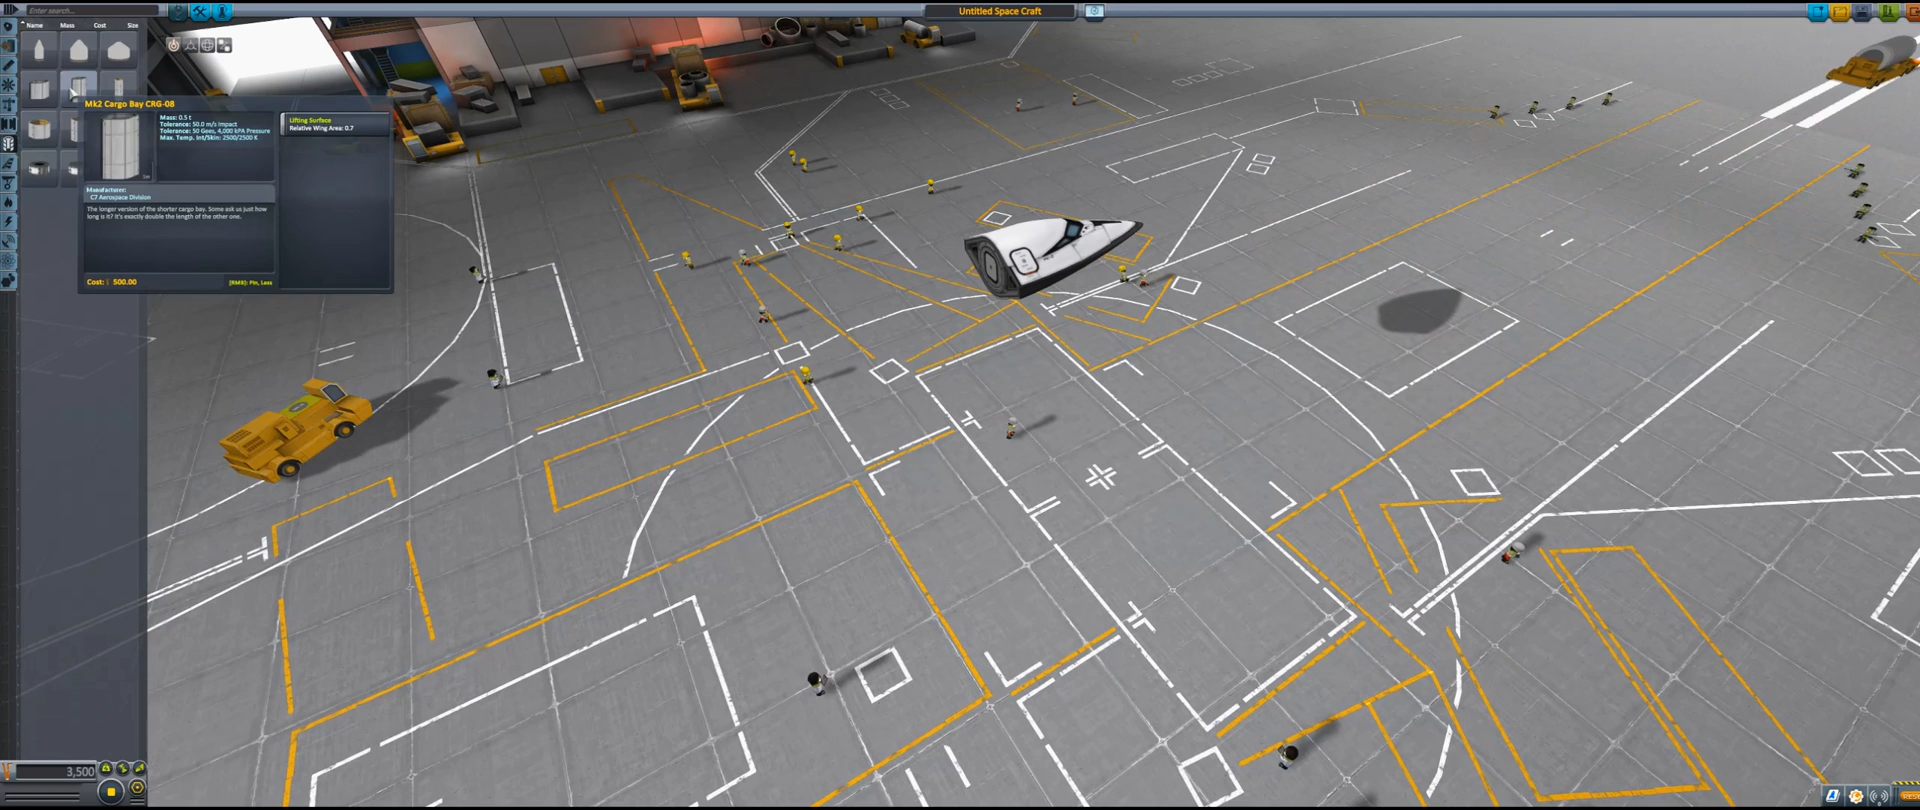 Enter search...
Untitled Space Craft
Name Mass Cost Size
Mk2 Cargo Bay CRG-08
Mass: 0.5 t
Tolerance: 50.0 m/s Impact
Tolerance: 50 Gees, 4,000 kPA Pressure
Max. Temp. Int/Skin: 2500/2500 K
Lifting Surface
Relative Wing Area: 0.7
Manufacturer:
C7 Aerospace Division
The longer version of the shorter cargo bay. Some ask us just how
long is it? It's exactly double the length of the other one.
Cost: 500.00
[RMB]: Pin, Less
3,500